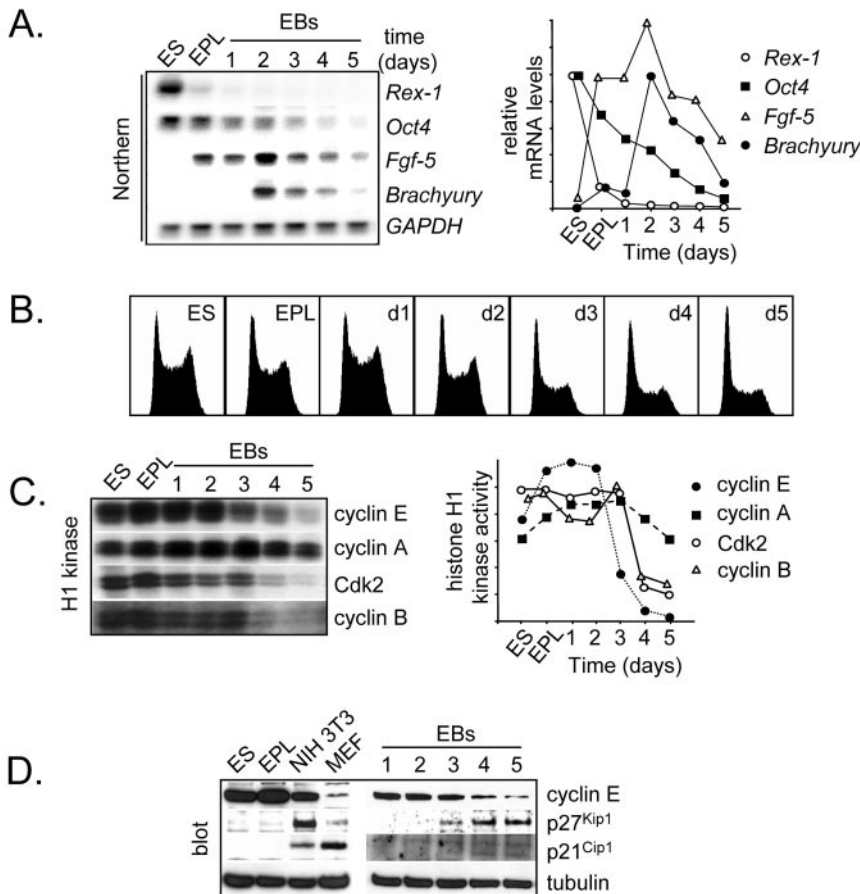 A.
EBs
ES EPL 1 2 3 4 5 time (days)
Northern
Rex-1
Oct4
Fgf-5
Brachyury
GAPDH
relative mRNA levels
ES EPL 1 2 3 4 5
Time (days)
Rex-1
Oct4
Fgf-5
Brachyury
B.
ES EPL d1 d2 d3 d4 d5
C.
EBs
ES EPL 1 2 3 4 5
H1 kinase
cyclin E
cyclin A
Cdk2
cyclin B
histone H1 kinase activity
ES EPL 1 2 3 4 5
Time (days)
cyclin E
cyclin A
Cdk2
cyclin B
D.
ES EPL NIH 3T3 MEF
EBs
1 2 3 4 5
blot
cyclin E
p27Kip1
p21Cip1
tubulin